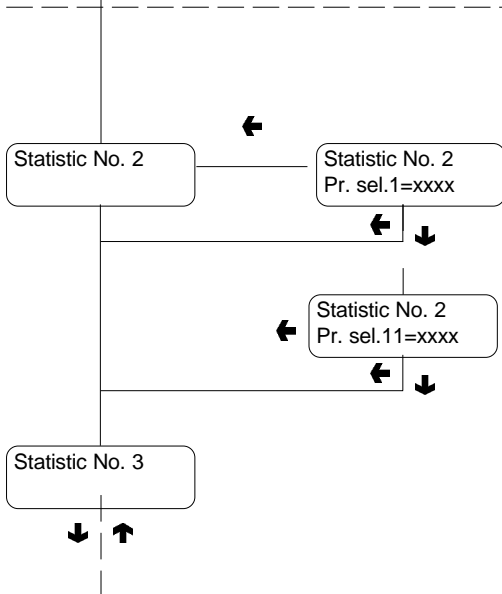 Statistic No. 2
Statistic No. 2
Pr. sel.1=xxxx
Statistic No. 2
Pr. sel.11=xxxx
Statistic No. 3